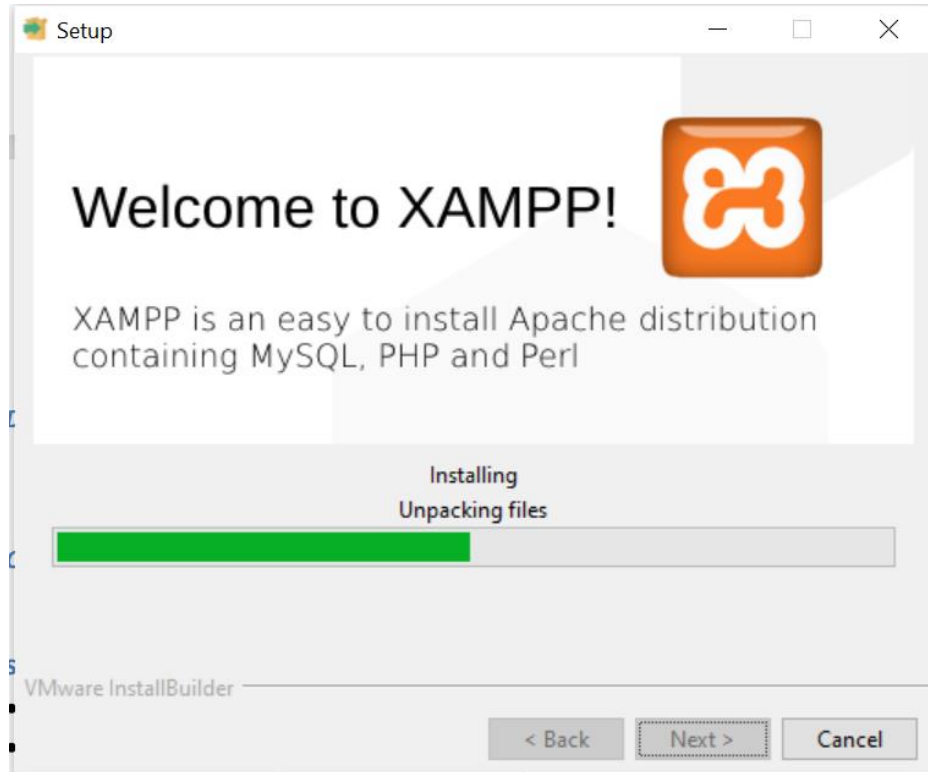 Setup
Welcome to XAMPP!
XAMPP is an easy to install Apache distribution
containing MySQL, PHP and Perl
Installing
Unpacking files
VMware InstallBuilder
< Back Next > Cancel